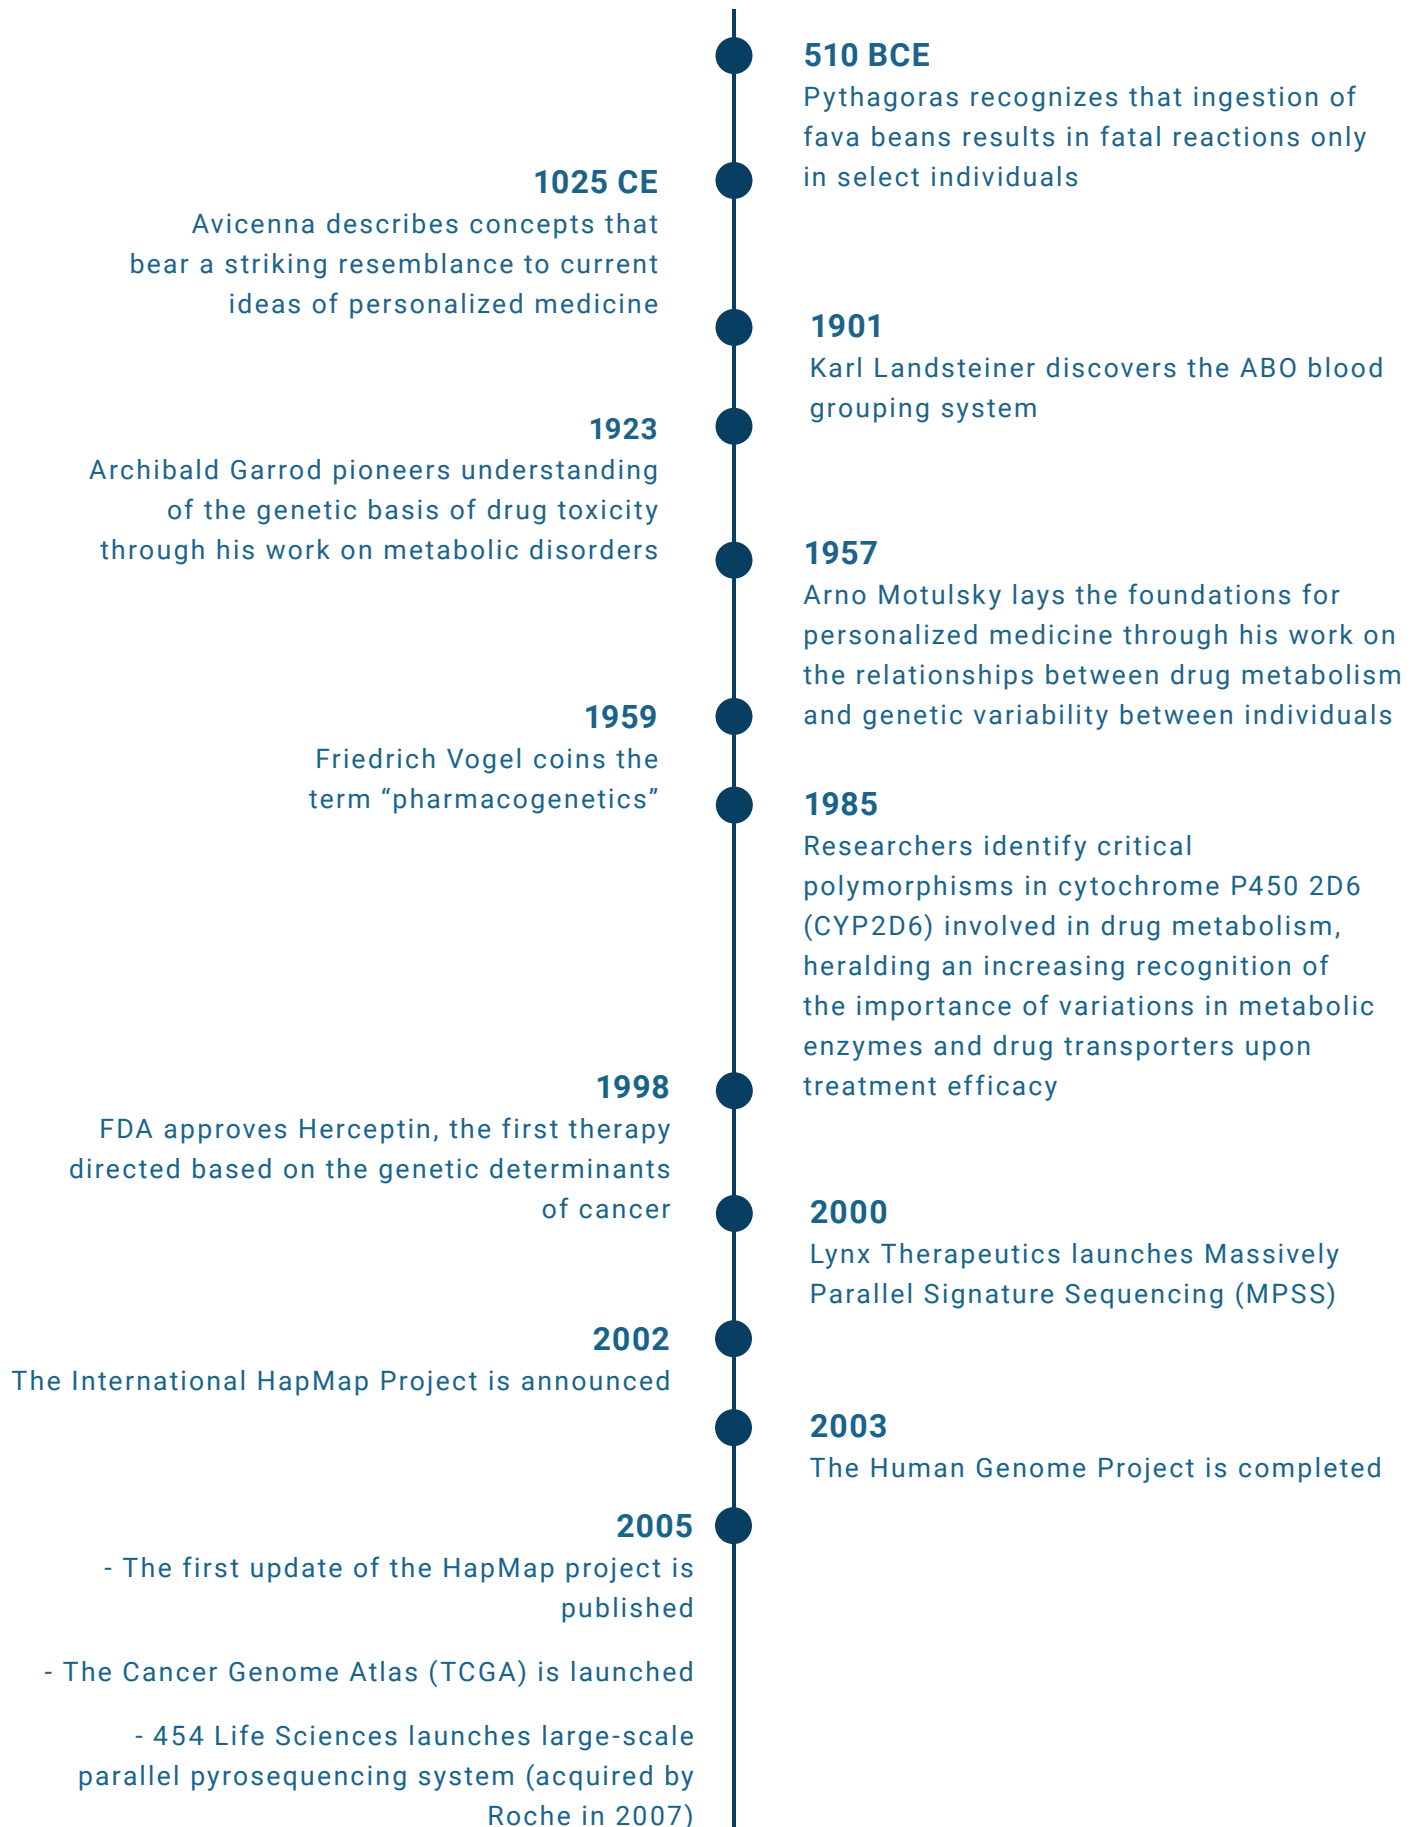 510 BCE
Pythagoras recognizes that ingestion of
fava beans results in fatal reactions only
in select individuals
1025 CE
Avicenna describes concepts that
bear a striking resemblance to current
ideas of personalized medicine
1901
Karl Landsteiner discovers the ABO blood
grouping system
1923
Archibald Garrod pioneers understanding
of the genetic basis of drug toxicity
through his work on metabolic disorders
1957
Arno Motulsky lays the foundations for
personalized medicine through his work on
the relationships between drug metabolism
and genetic variability between individuals
1959
Friedrich Vogel coins the
term “pharmacogenetics”
1985
Researchers identify critical
polymorphisms in cytochrome P450 2D6
(CYP2D6) involved in drug metabolism,
heralding an increasing recognition of
the importance of variations in metabolic
enzymes and drug transporters upon
treatment efficacy
1998
FDA approves Herceptin, the first therapy
directed based on the genetic determinants
of cancer
2000
Lynx Therapeutics launches Massively
Parallel Signature Sequencing (MPSS)
2002
The International HapMap Project is announced
2003
The Human Genome Project is completed
2005
- The first update of the HapMap project is
published
- The Cancer Genome Atlas (TCGA) is launched
- 454 Life Sciences launches large-scale
parallel pyrosequencing system (acquired by
Roche in 2007)